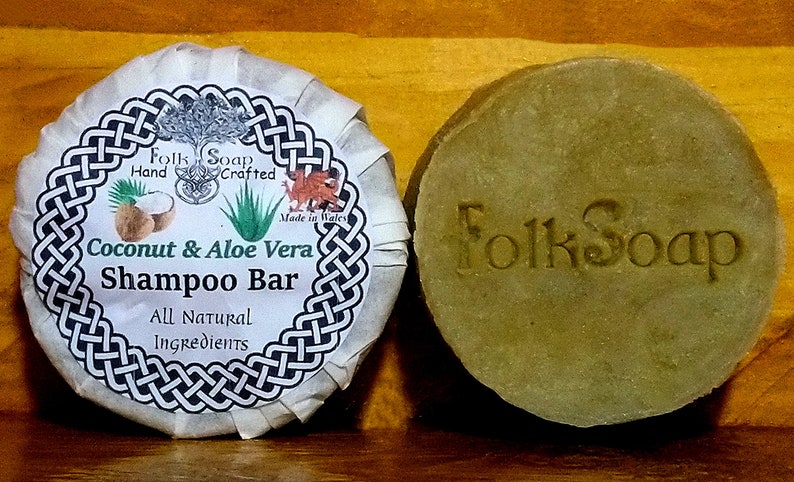 Folk Soap
Hand Crafted
Made in Wales
Coconut & Aloe Vera
Shampoo Bar
All Natural
Ingredients
FolkSoap